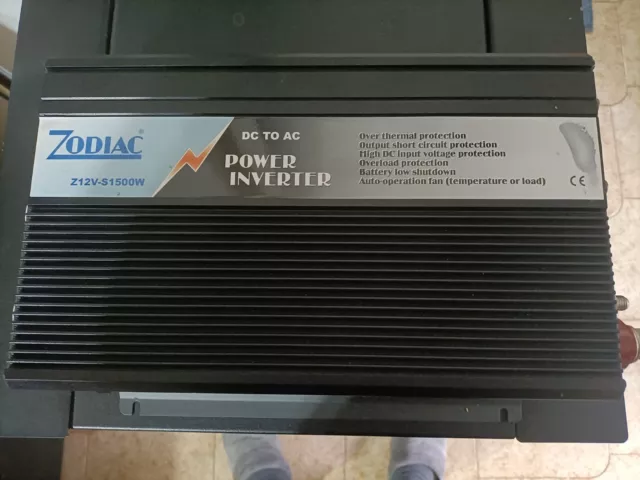 ZODIAC®
Z12V-S1500W
DC TO AC
POWER
INVERTER
Over thermal protection
Output short circuit protection
High DC input voltage protection
Overload protection
Battery low shutdown
Auto-operation fan (temperature or load)
CE